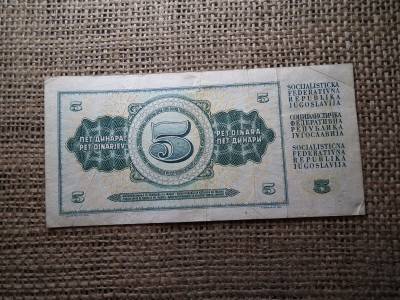 5
5
ПЕТ ДИНАРА
PET DINARJEV
5
PET DINARA
ПЕТ ДИНАРИ
5
5
SOCIJALISTIČKA
FEDERATIVNA
REPUBLIKA
JUGOSLAVIJA
СОЦИЈАЛИСТИЧКА
ФЕДЕРАТИВНА
РЕПУБЛИКА
ЈУГОСЛАВИЈА
SOCIALISTIČNA
FEDERATIVNA
REPUBLIKA
JUGOSLAVIJA